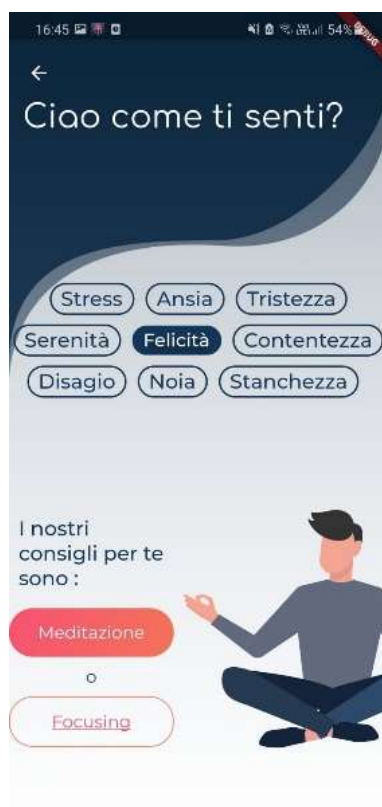 16:45 54% DEBUG
Ciao come ti senti?
Stress Ansia Tristezza
Serenità Felicità Contentezza
Disagio Noia Stanchezza
I nostri
consigli per te
sono :
Meditazione
o
Focusing